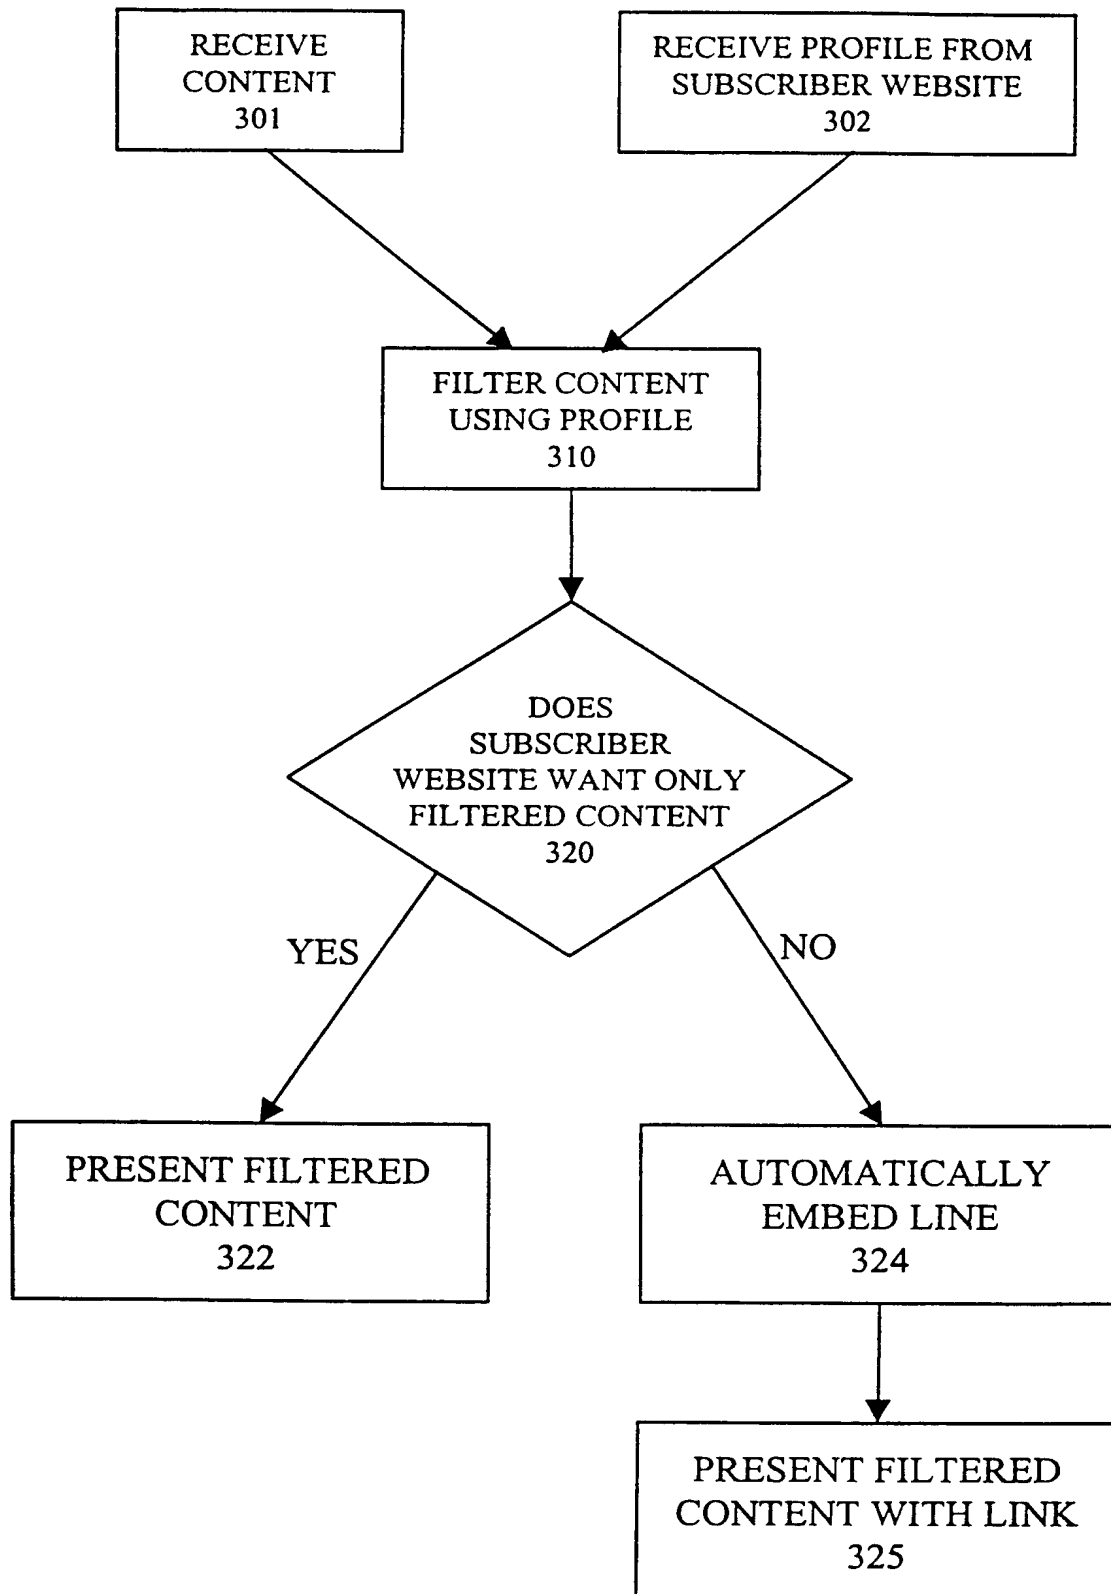 RECEIVE
CONTENT
301
RECEIVE PROFILE FROM
SUBSCRIBER WEBSITE
302
FILTER CONTENT
USING PROFILE
310
DOES
SUBSCRIBER
WEBSITE WANT ONLY
FILTERED CONTENT
320
YES
NO
PRESENT FILTERED
CONTENT
322
AUTOMATICALLY
EMBED LINE
324
PRESENT FILTERED
CONTENT WITH LINK
325